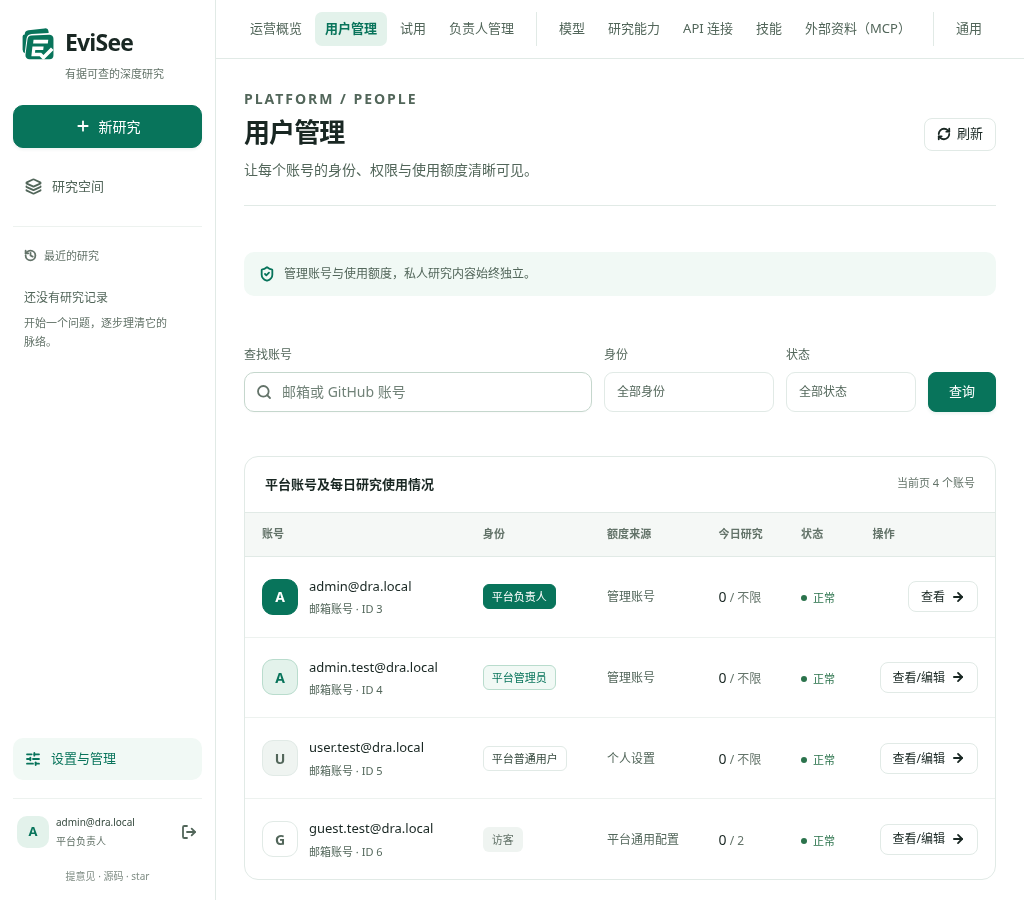 EviSee
有据可查的深度研究
新研究
研究空间
最近的研究
还没有研究记录
开始一个问题，逐步理清它的
脉络。
设置与管理
A
admin@dra.local
平台负责人
提意见 · 源码 · star
运营概览 用户管理 试用 负责人管理 模型 研究能力 API 连接 技能 外部资料（MCP） 通用
PLATFORM / PEOPLE
用户管理
刷新
让每个账号的身份、权限与使用额度清晰可见。
管理账号与使用额度，私人研究内容始终独立。
查找账号 身份 状态
邮箱或 GitHub 账号 全部身份 全部状态 查询
平台账号及每日研究使用情况 当前页 4 个账号
账号 身份 额度来源 今日研究 状态 操作
A admin@dra.local 平台负责人 管理账号 0 / 不限 正常 查看
邮箱账号 · ID 3
A admin.test@dra.local 平台管理员 管理账号 0 / 不限 正常 查看/编辑
邮箱账号 · ID 4
U user.test@dra.local 平台普通用户 个人设置 0 / 不限 正常 查看/编辑
邮箱账号 · ID 5
G guest.test@dra.local 访客 平台通用配置 0 / 2 正常 查看/编辑
邮箱账号 · ID 6